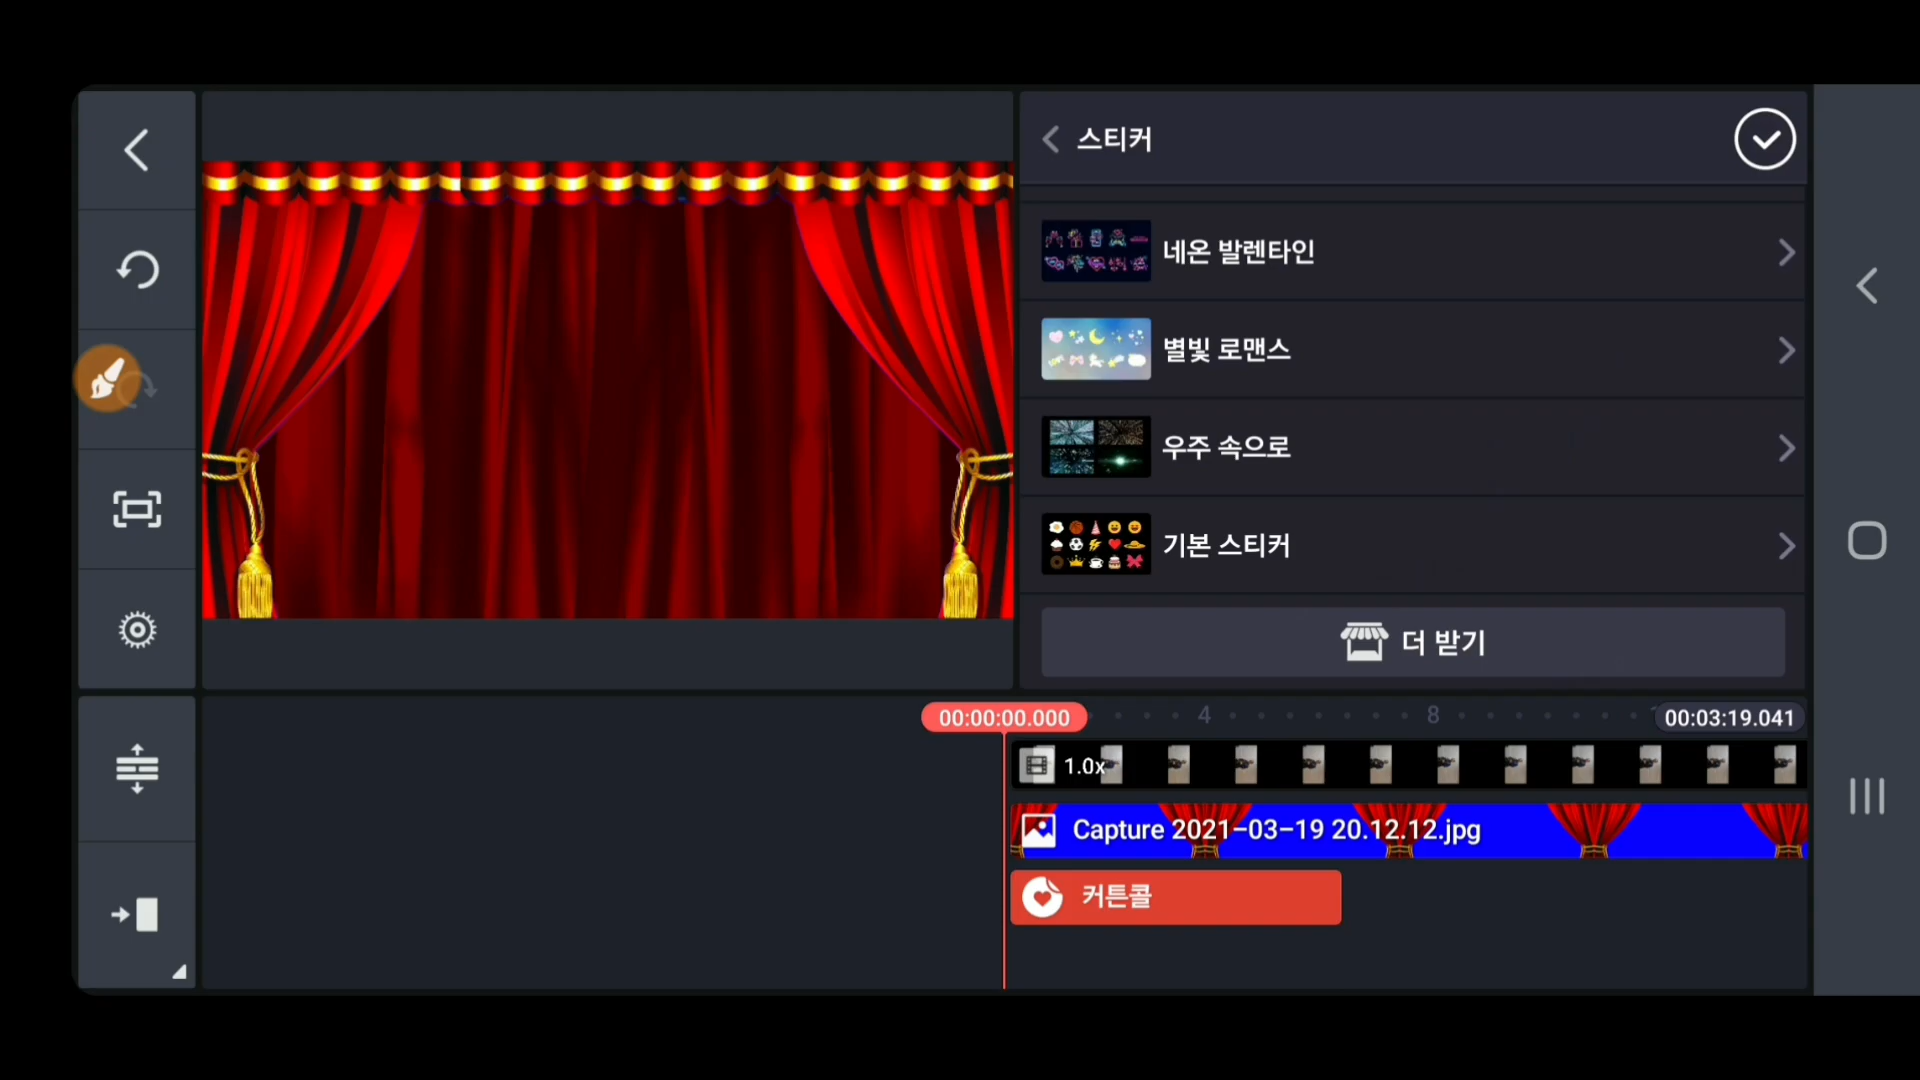 스티커
네온 발렌타인
별빛 로맨스
우주 속으로
기본 스티커
더 받기
00:00:00.000
4
8
00:03:19.041
1.0x
Capture 2021-03-19 20.12.12.jpg
커튼콜